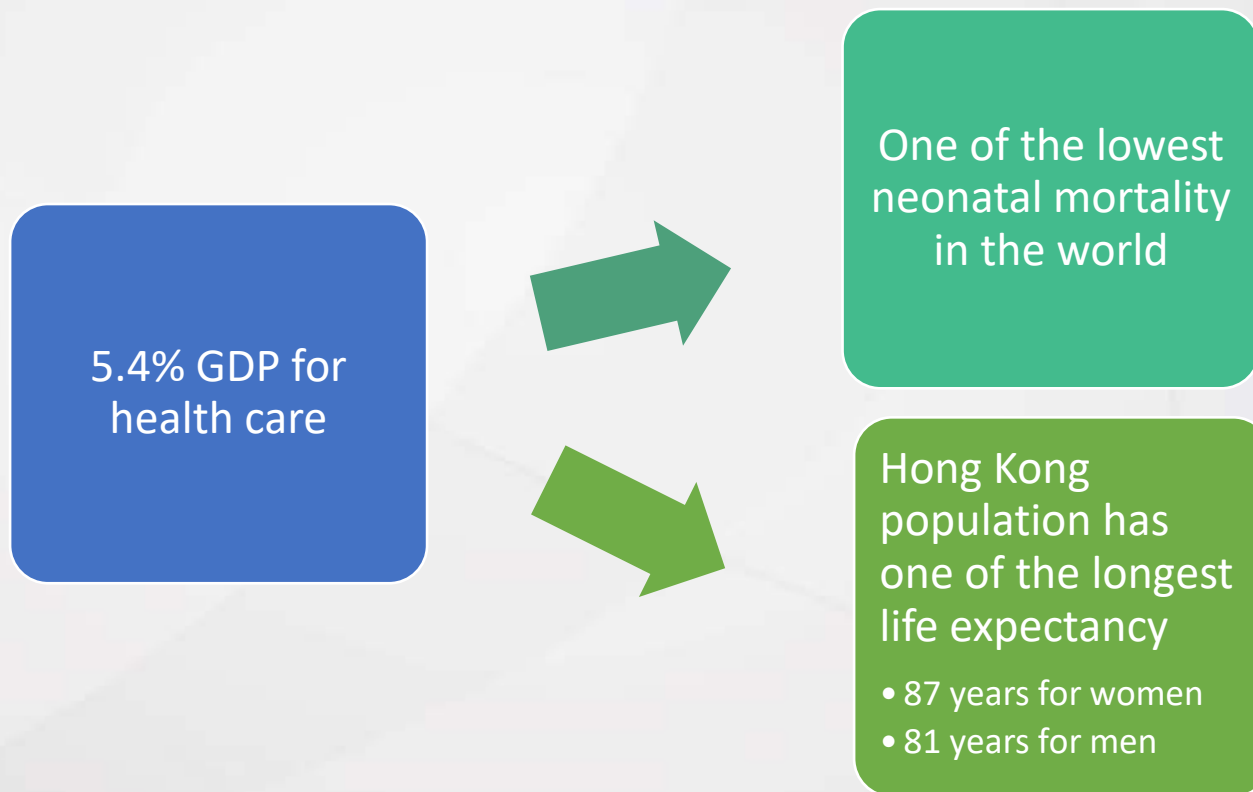 5.4% GDP for
health care
One of the lowest
neonatal mortality
in the world
Hong Kong
population has
one of the longest
life expectancy
• 87 years for women
• 81 years for men